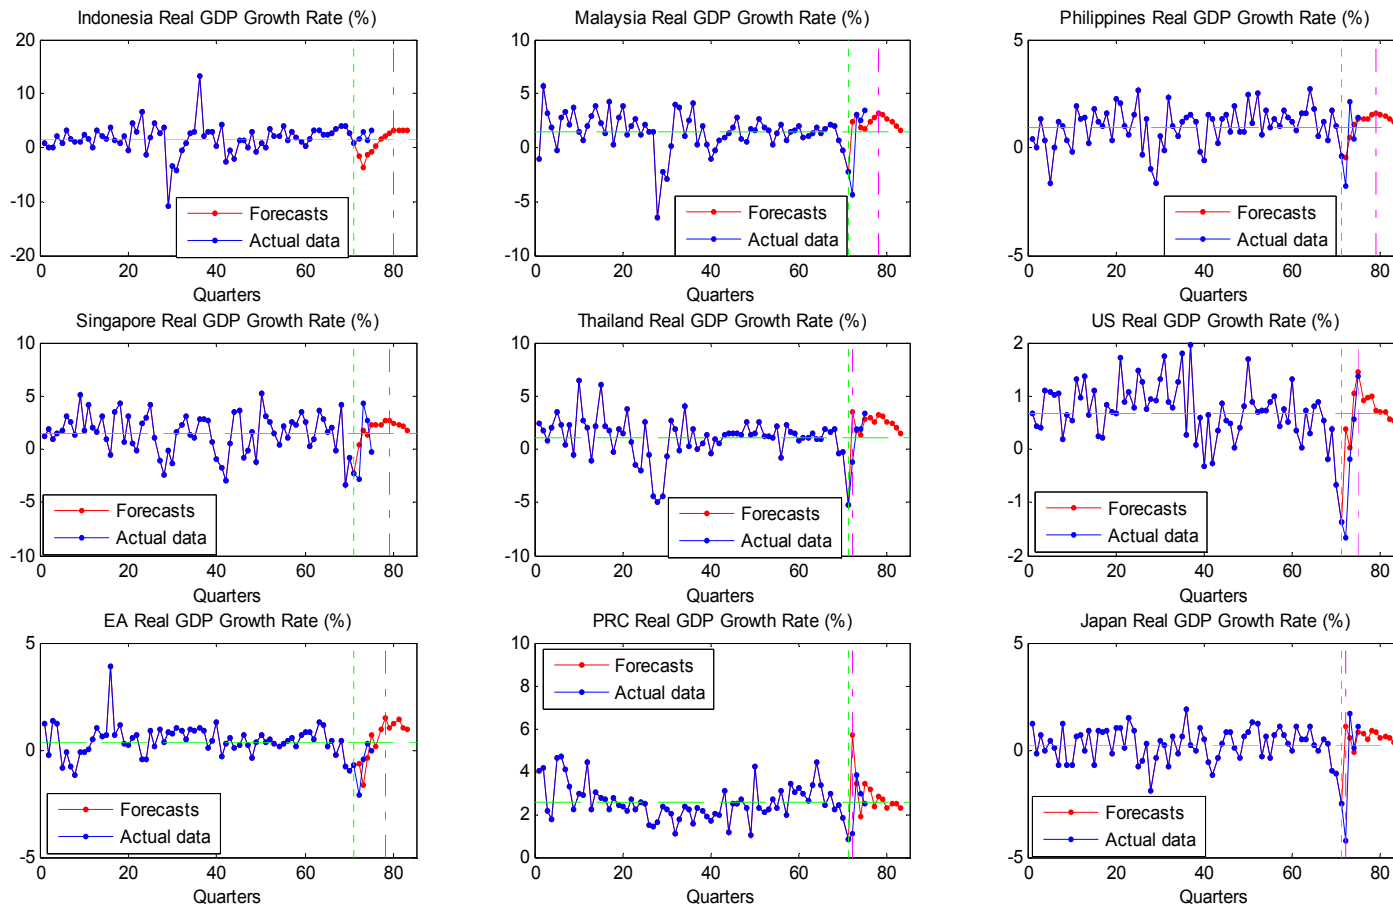 Indonesia Real GDP Growth Rate (%)
20
10
0
-10
-20
Forecasts
Actual data
0 20 40 60 80
Quarters
Malaysia Real GDP Growth Rate (%)
10
5
0
-5
-10
Forecasts
Actual data
0 20 40 60 80
Quarters
Philippines Real GDP Growth Rate (%)
5
0
-5
Forecasts
Actual data
0 20 40 60 80
Quarters
Singapore Real GDP Growth Rate (%)
10
5
0
-5
-10
Forecasts
Actual data
0 20 40 60 80
Quarters
Thailand Real GDP Growth Rate (%)
10
5
0
-5
-10
Forecasts
Actual data
0 20 40 60 80
Quarters
US Real GDP Growth Rate (%)
2
1
0
-1
-2
Forecasts
Actual data
0 20 40 60 80
Quarters
EA Real GDP Growth Rate (%)
5
0
-5
Forecasts
Actual data
0 20 40 60 80
Quarters
PRC Real GDP Growth Rate (%)
10
8
6
4
2
0
Forecasts
Actual data
0 20 40 60 80
Quarters
Japan Real GDP Growth Rate (%)
5
0
-5
Forecasts
Actual data
0 20 40 60 80
Quarters